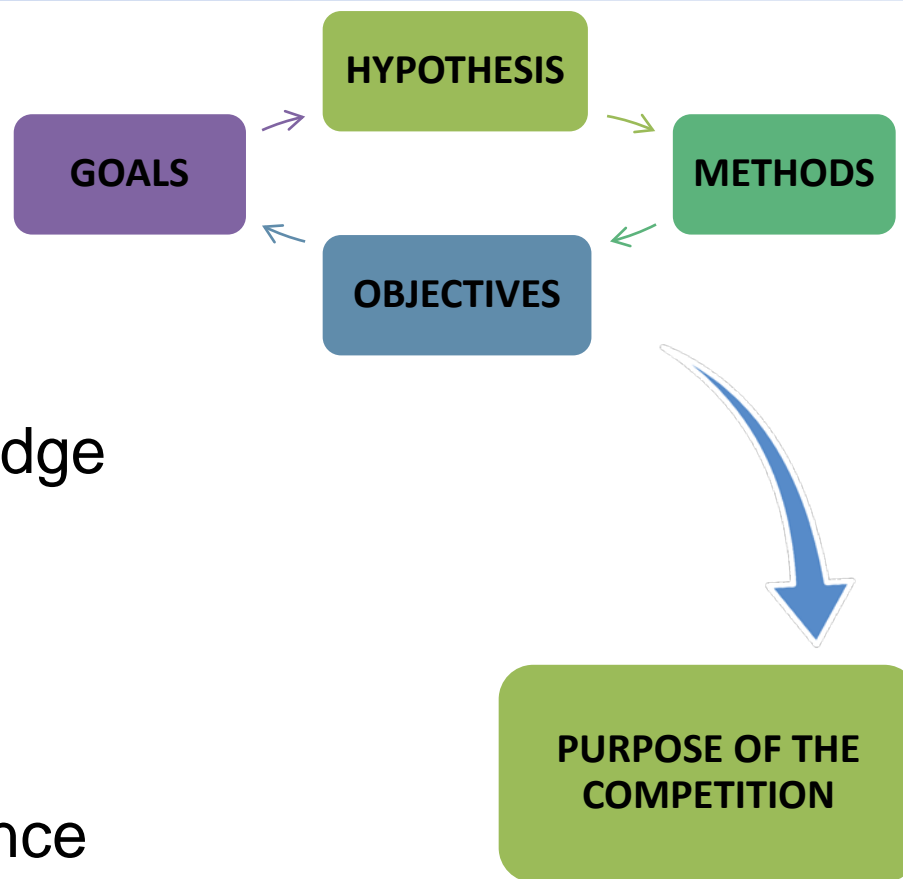 HYPOTHESIS
GOALS
METHODS
OBJECTIVES
dge
PURPOSE OF THE
COMPETITION
nce